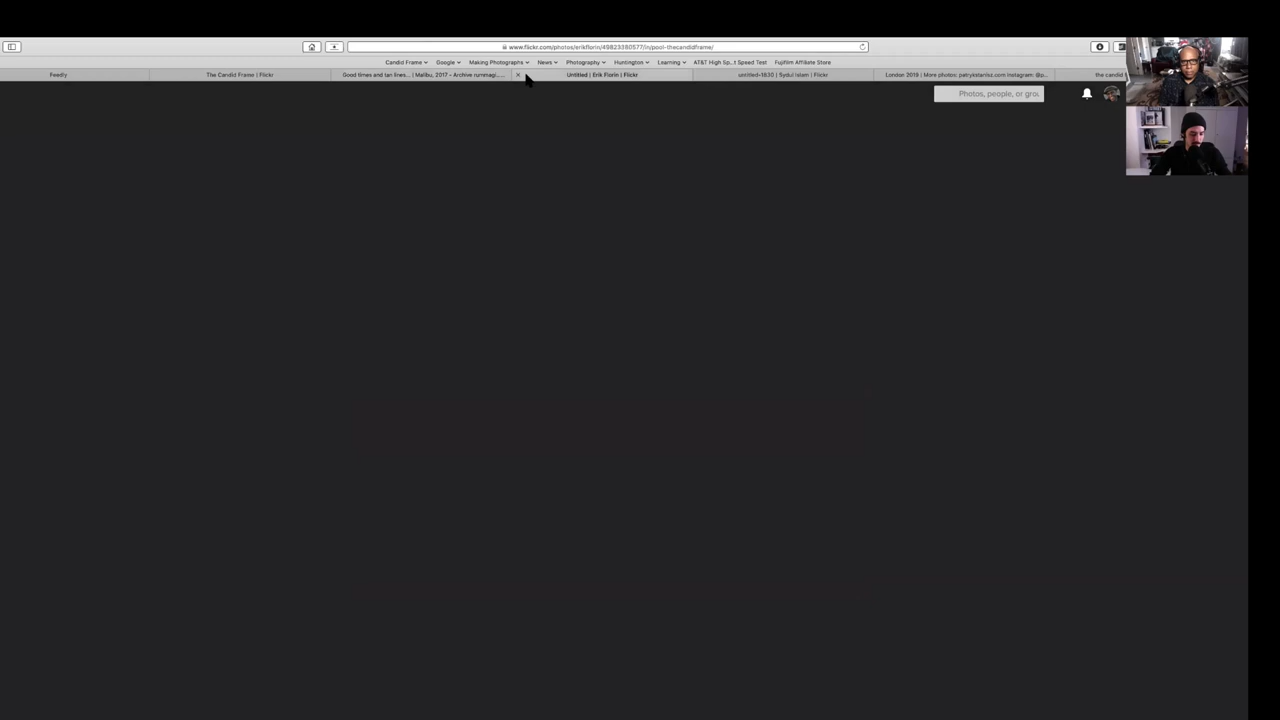 www.flickr.com/photos/erikflorin/49823380577/in/pool-thecandidframe/
Candid Frame Google Making Photographs News Photography Huntington Learning AT&T High Sp...t Speed Test Fujifilm Affilkate Store
Feedly The Candid Frame | Flickr Good times and tan lines... | Malibu, 2017 - Archive rummagi...... Untitled | Erik Florin | Flickr untitled-1830 | Sydul Islam | Flickr London 2019 | More photos: Instagram: @p... the candid
Photos, people, or grou